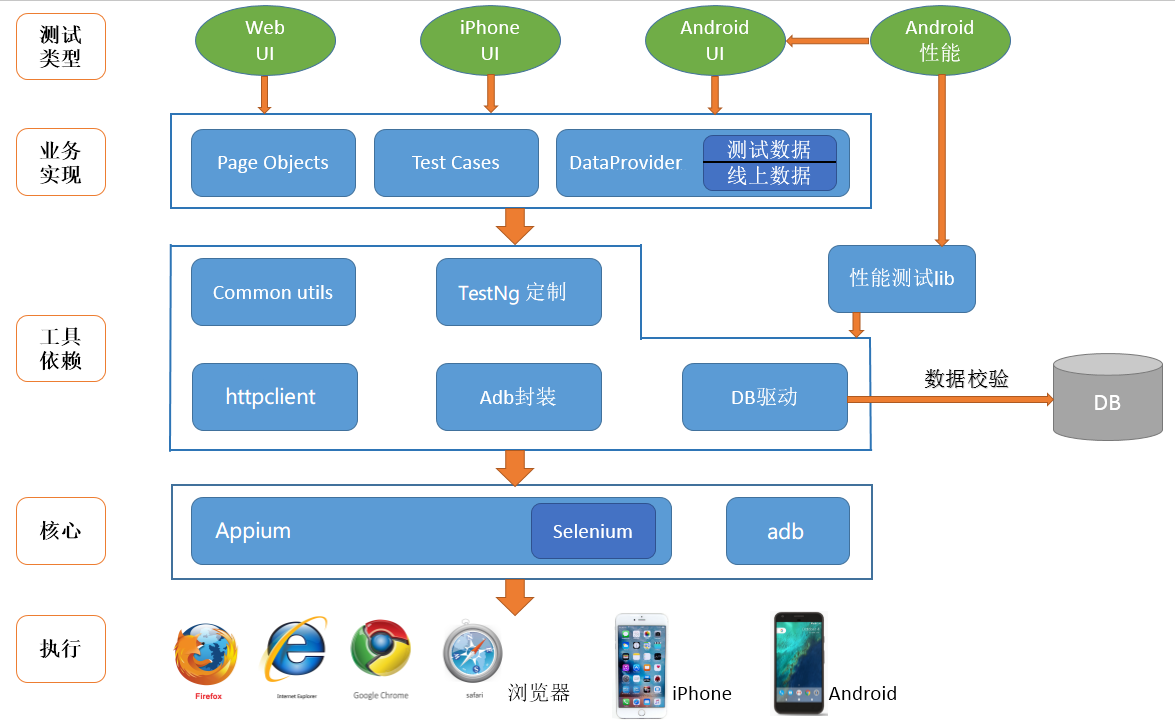 测试
类型
Web
UI
iPhone
UI
Android
UI
Android
性能
业务
实现
Page Objects
Test Cases
DataProvider
测试数据
线上数据
工具
依赖
Common utils
TestNg 定制
性能测试lib
httpclient
Adb封装
DB驱动
数据校验
DB
核心
Appium
Selenium
adb
执行
Firefox
Internet Explorer
Google Chrome
safari
浏览器
iPhone
Android